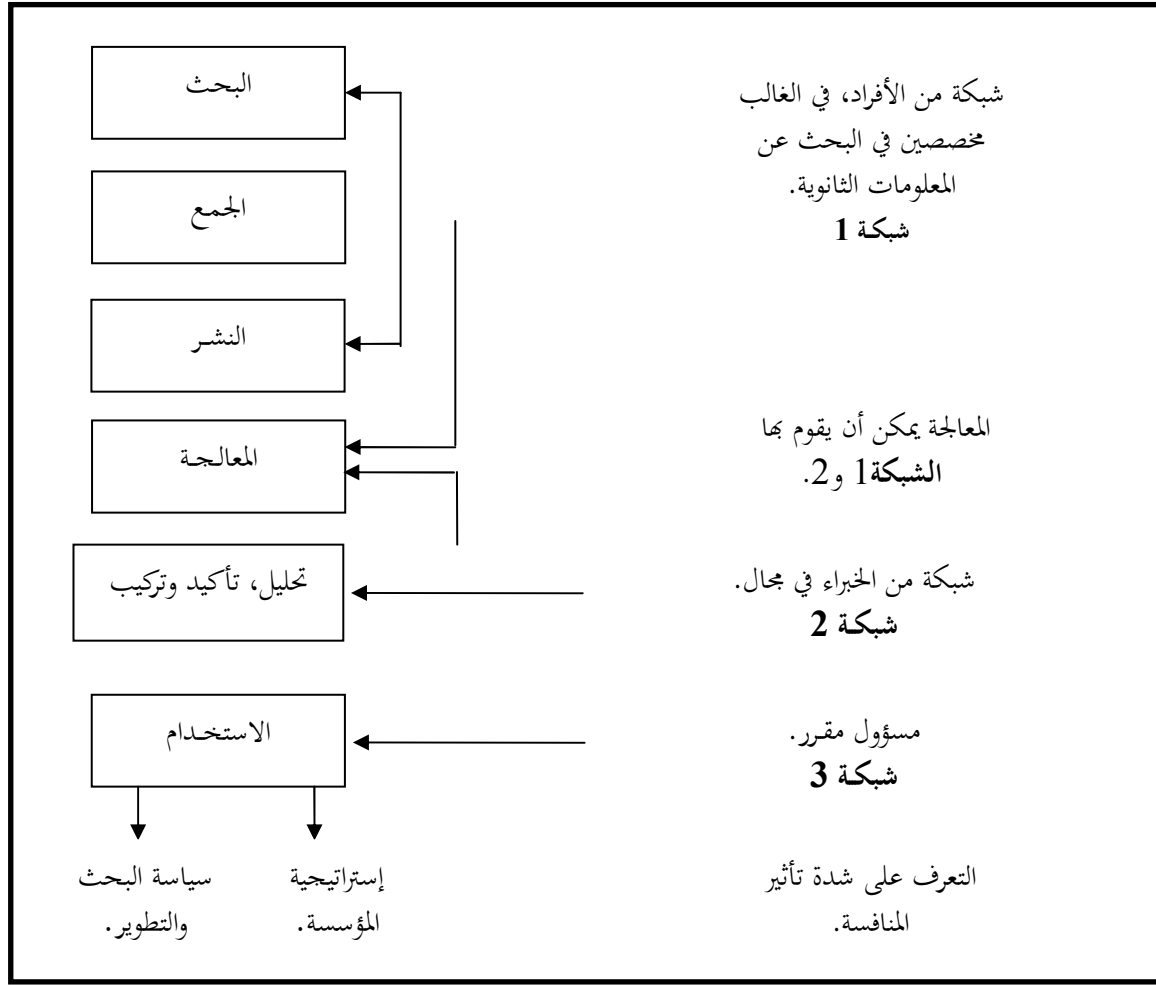 البحث
شبكة من الأفراد، في الغالب
مخصصين في البحث عن
المعلومات الثانوية.
شبكـة 1
الجمع
النشـر
المعالجـة
المعالجة يمكن أن يقوم بها
الشبكة1 و2.
تحليل، تأكيد وتركيب
شبكة من الخبراء في مجال.
شبكـة 2
الاستخـدام
مسؤول مقـرر.
شبكـة 3
التعرف على شدة تأثير
المنافسة.
إستراتيجية
المؤسسة.
سياسة البحث
والتطوير.